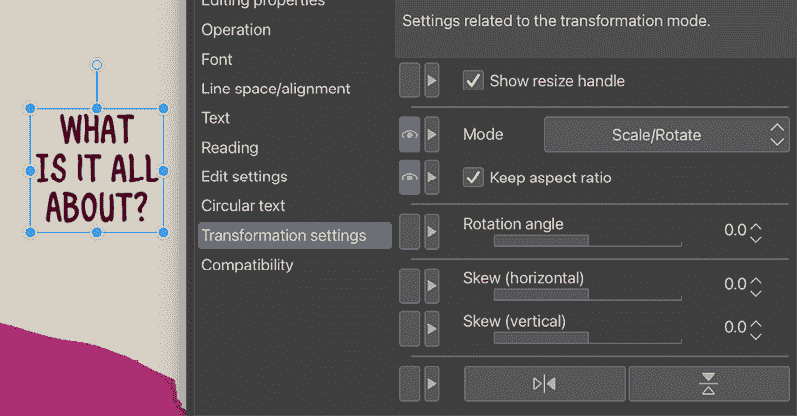 WHAT
IS IT ALL
ABOUT?
Editing properties
Operation
Font
Line space/alignment
Text
Reading
Edit settings
Circular text
Transformation settings
Compatibility
Settings related to the transformation mode.
Show resize handle
Mode Scale/Rotate
Keep aspect ratio
Rotation angle 0.0
Skew (horizontal) 0.0
Skew (vertical) 0.0